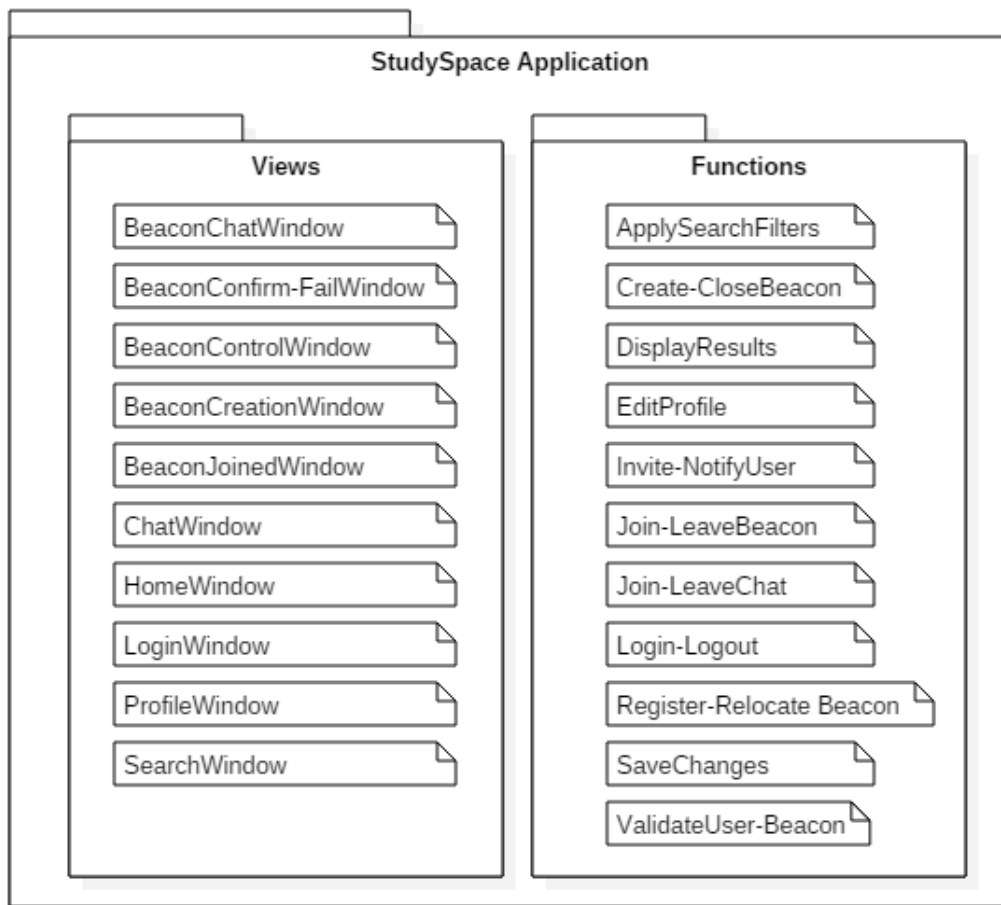 StudySpace Application
Views
BeaconChatWindow
BeaconConfirm-FailWindow
BeaconControlWindow
BeaconCreationWindow
BeaconJoinedWindow
ChatWindow
HomeWindow
LoginWindow
ProfileWindow
SearchWindow
Functions
ApplySearchFilters
Create-CloseBeacon
DisplayResults
EditProfile
Invite-NotifyUser
Join-LeaveBeacon
Join-LeaveChat
Login-Logout
Register-Relocate Beacon
SaveChanges
ValidateUser-Beacon